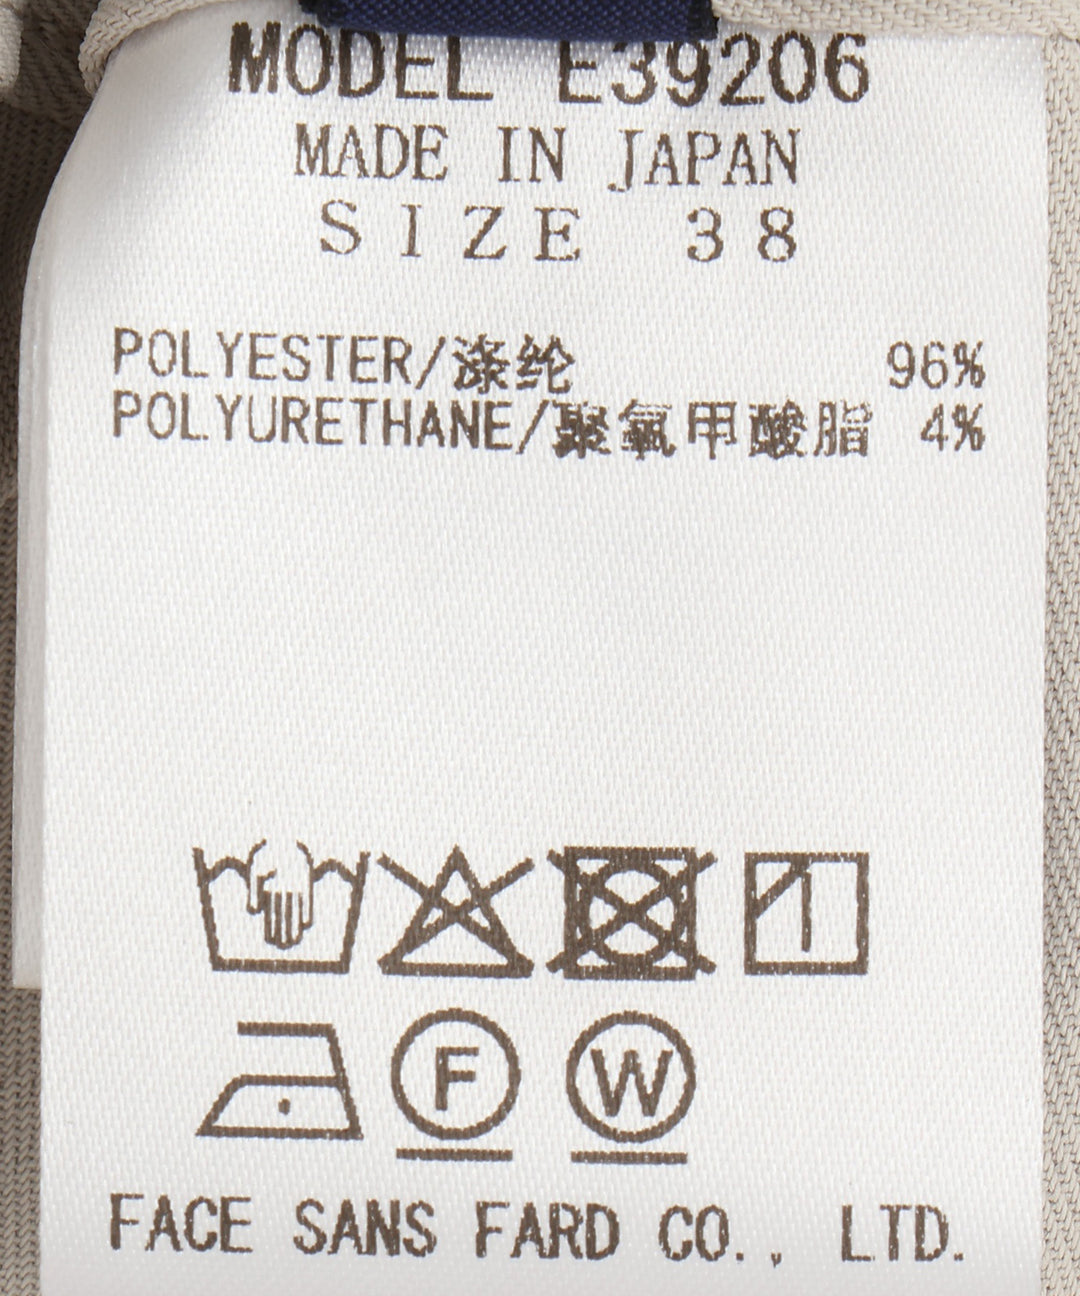 MODEL E39206
MADE IN JAPAN
SIZE 38
POLYESTER/涤纶 96%
POLYURETHANE/聚氨甲酸脂 4%
F W
FACE SANS FARD CO., LTD.